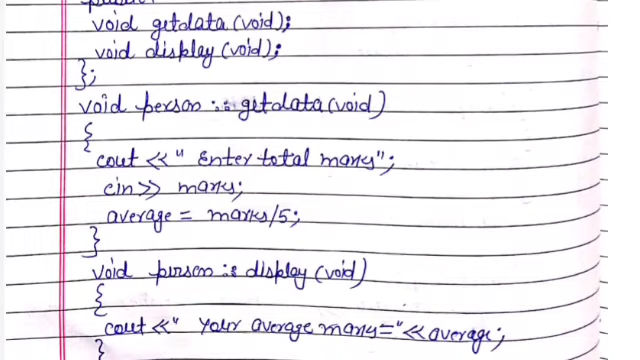 void getdata(void);
void display(void);
};
void person :: getdata(void)
{
cout <<" Enter total marks";
cin>> marks;
average = marks/5;
}
void person :: display(void)
{
cout <<" Your average marks="<< average;
}